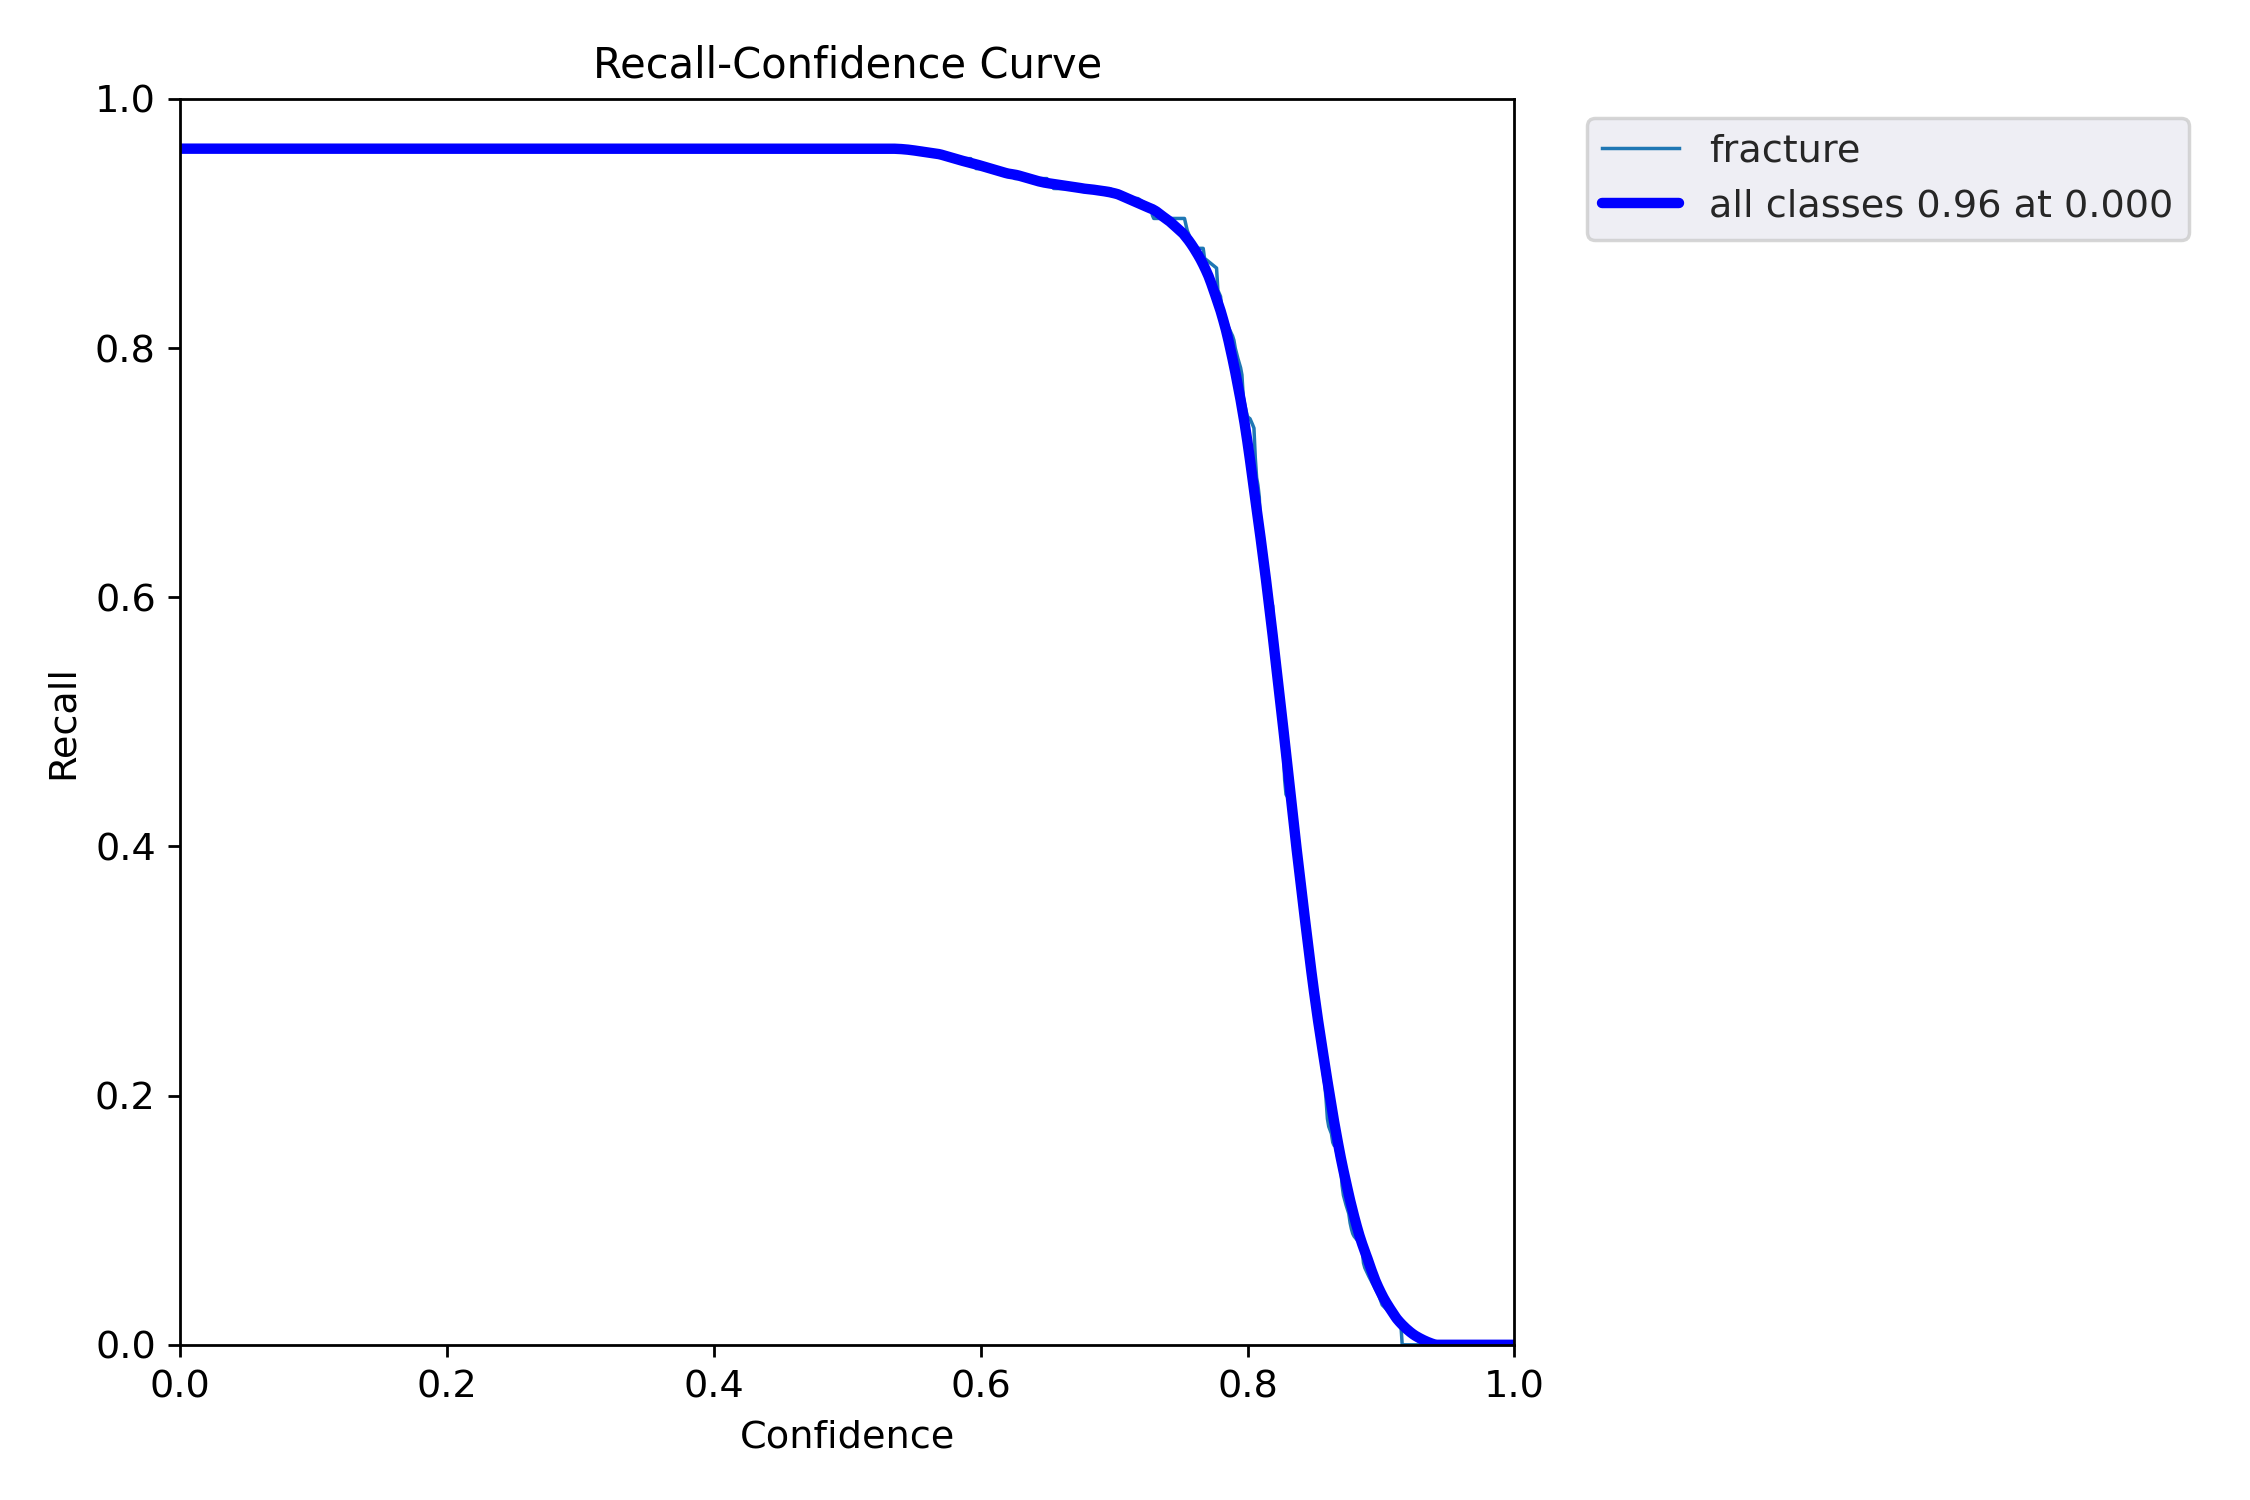 Recall-Confidence Curve
1.0
0.8
0.6
0.4
0.2
0.0
Recall
0.0 0.2 0.4 0.6 0.8 1.0
Confidence
fracture
all classes 0.96 at 0.000